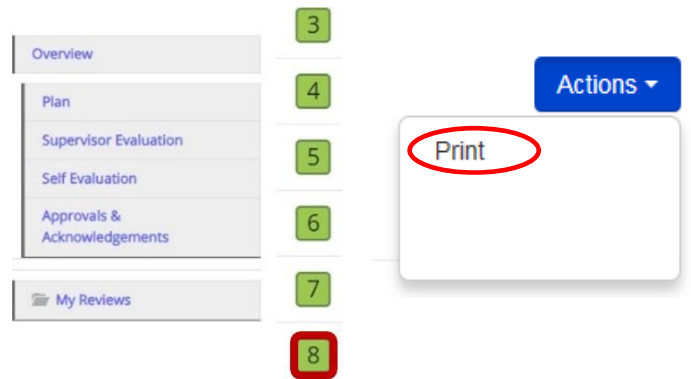 Overview
Plan
Supervisor Evaluation
Self Evaluation
Approvals &
Acknowledgements
My Reviews
3
4
5
6
7
8
Actions
Print